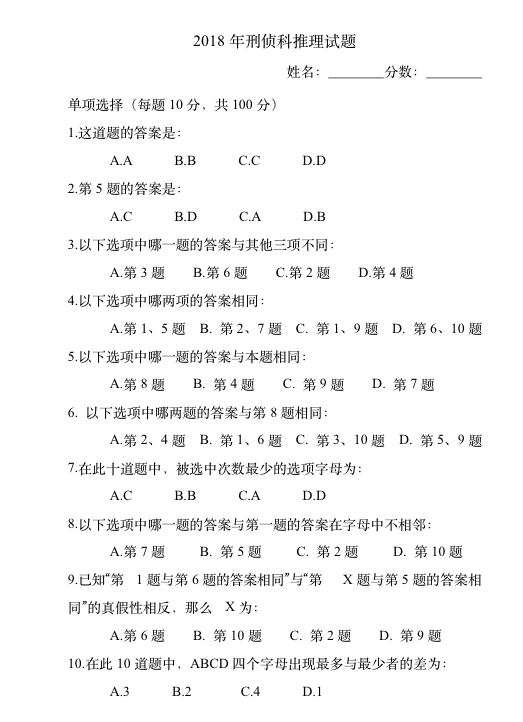 2018 年刑侦科推理试题
姓名：________分数：________
单项选择（每题 10 分，共 100 分）
1.这道题的答案是：
A.A B.B C.C D.D
2.第 5 题的答案是：
A.C B.D C.A D.B
3.以下选项中哪一题的答案与其他三项不同：
A.第 3 题 B.第 6 题 C.第 2 题 D.第 4 题
4.以下选项中哪两项的答案相同：
A.第 1、5 题 B. 第 2、7 题 C. 第 1、9 题 D. 第 6、10 题
5.以下选项中哪一题的答案与本题相同：
A.第 8 题 B. 第 4 题 C. 第 9 题 D. 第 7 题
6. 以下选项中哪两题的答案与第 8 题相同：
A.第 2、4 题 B. 第 1、6 题 C. 第 3、10 题 D. 第 5、9 题
7.在此十道题中，被选中次数最少的选项字母为：
A.C B.B C.A D.D
8.以下选项中哪一题的答案与第一题的答案在字母中不相邻：
A.第 7 题 B. 第 5 题 C. 第 2 题 D. 第 10 题
9.已知“第 1 题与第 6 题的答案相同”与“第 X 题与第 5 题的答案相
同”的真假性相反，那么 X 为：
A.第 6 题 B. 第 10 题 C. 第 2 题 D. 第 9 题
10.在此 10 道题中，ABCD 四个字母出现最多与最少者的差为：
A.3 B.2 C.4 D.1